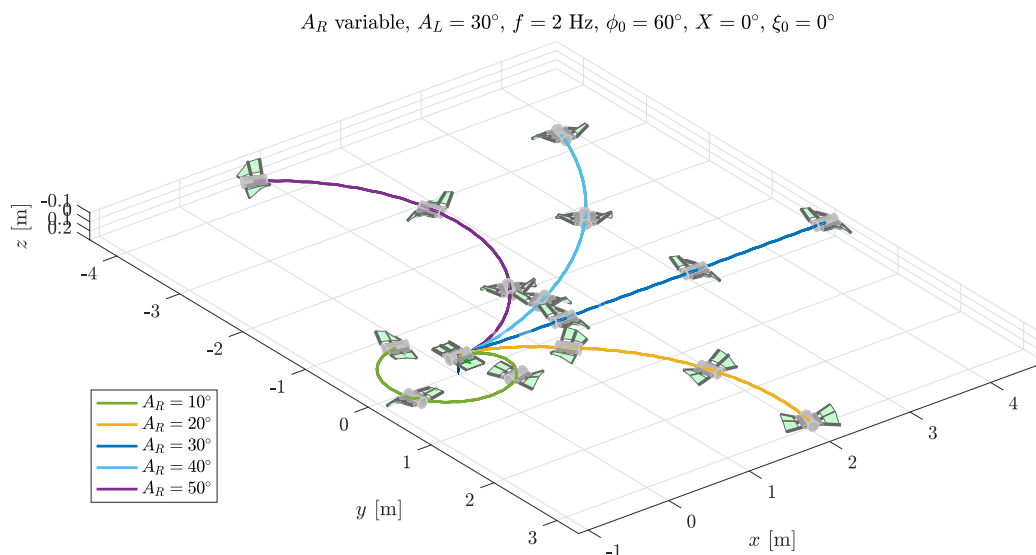 A_R variable, A_L = 30°, f = 2 Hz, ϕ_0 = 60°, X = 0°, ξ_0 = 0°
-0.1
0
0.1
0.2
z [m]
-4
-3
-2
-1
0
1
2
3
y [m]
-1
0
1
2
3
4
x [m]
A_R = 10°
A_R = 20°
A_R = 30°
A_R = 40°
A_R = 50°